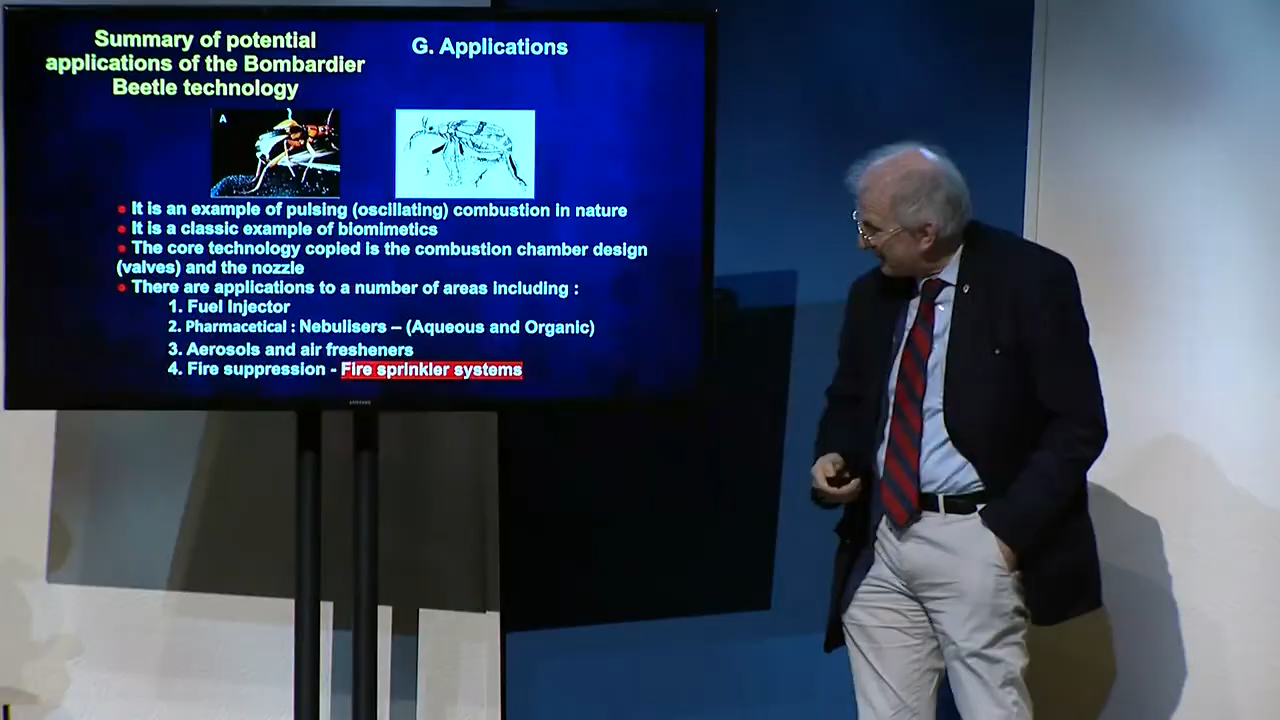 Summary of potential
applications of the Bombardier
Beetle technology
G. Applications
A
• It is an example of pulsing (oscillating) combustion in nature
• It is a classic example of biomimetics
• The core technology copied is the combustion chamber design
(valves) and the nozzle
• There are applications to a number of areas including :
1. Fuel Injector
2. Pharmacetical : Nebulisers – (Aqueous and Organic)
3. Aerosols and air fresheners
4. Fire suppression - Fire sprinkler systems
SAMSUNG